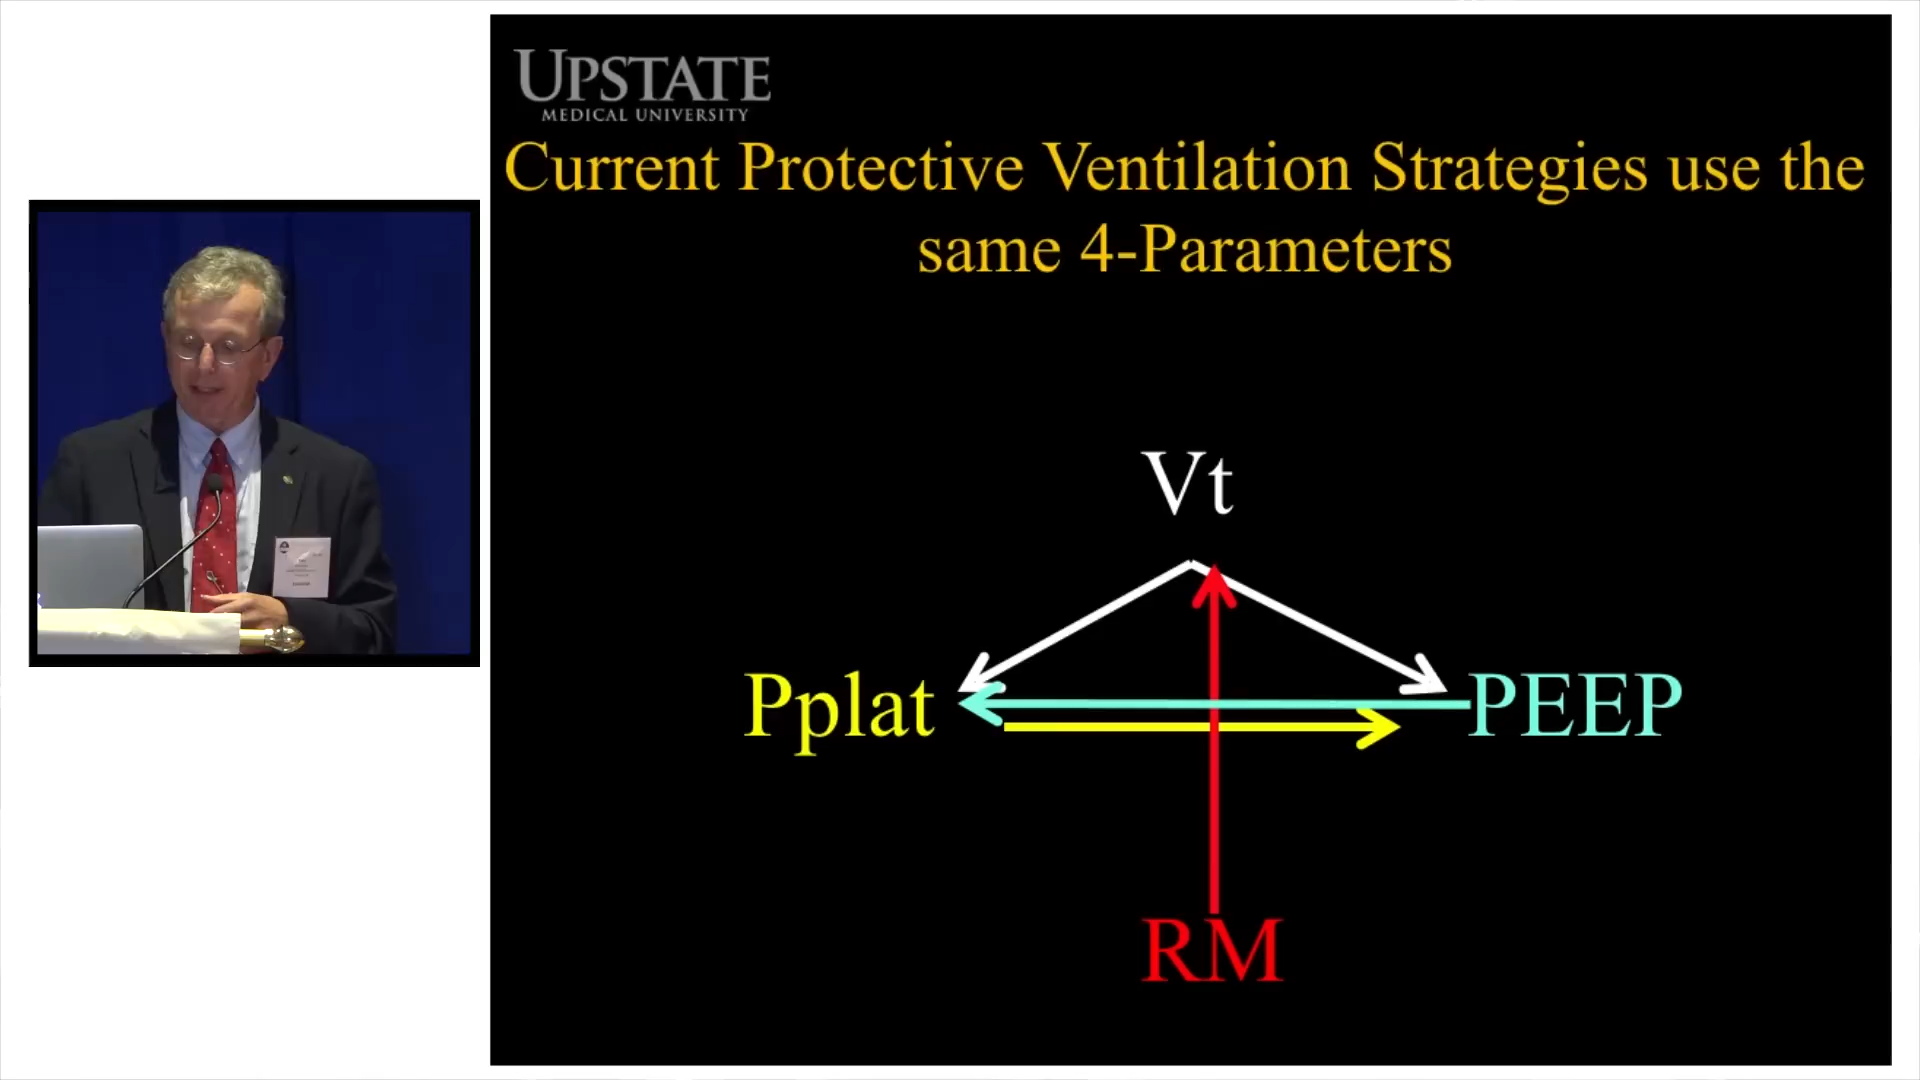 UPSTATE
MEDICAL UNIVERSITY
Current Protective Ventilation Strategies use the
same 4-Parameters
Vt
Pplat
PEEP
RM